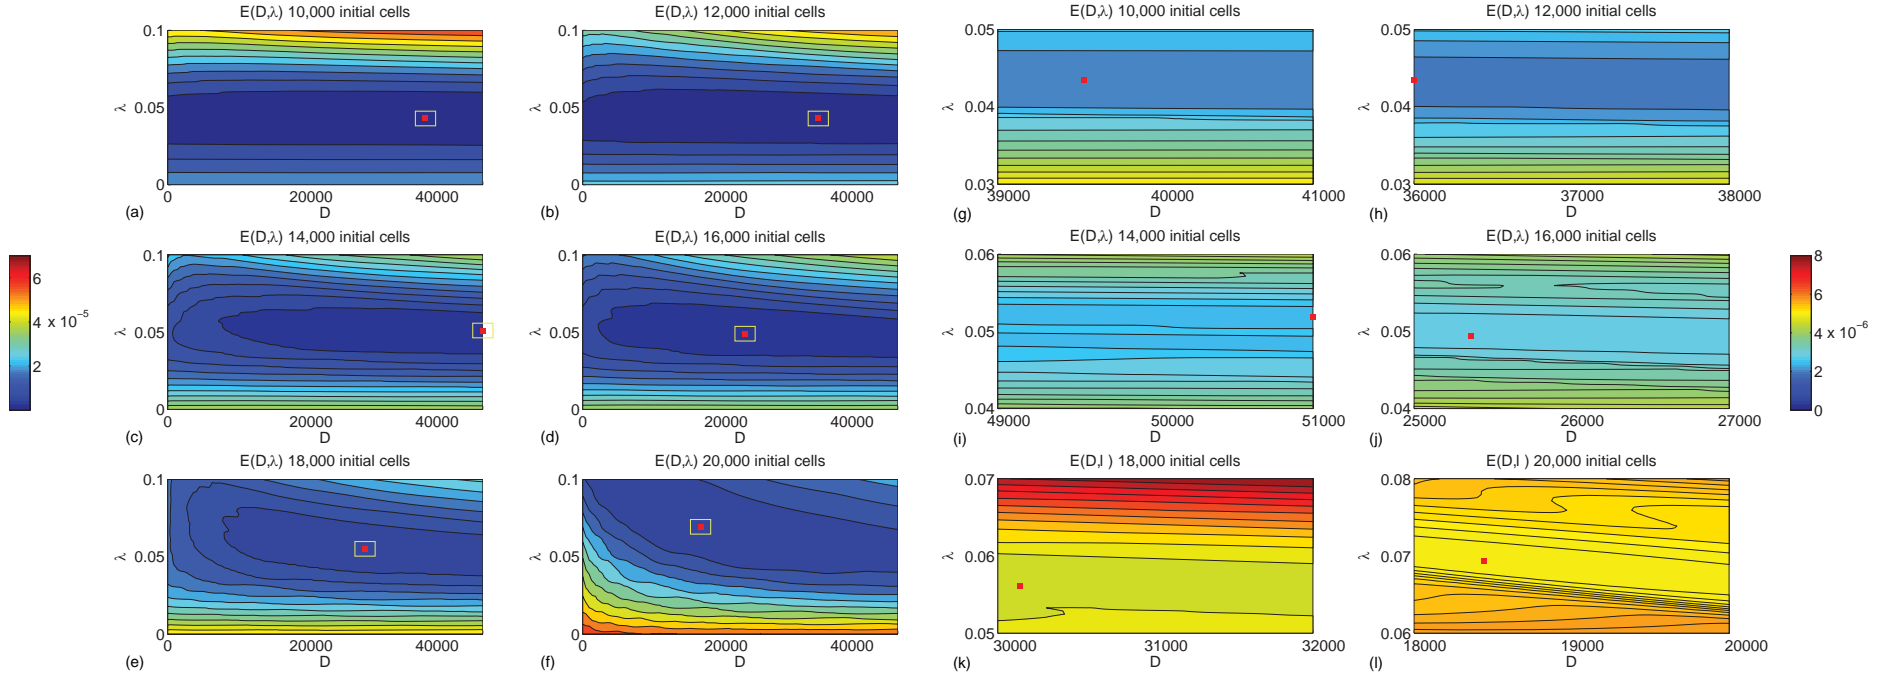 E(D,λ) 10,000 initial cells
0.1
λ 0.05
0
20000 40000
D
(a)
E(D,λ) 12,000 initial cells
0.1
λ 0.05
0
0 20000 40000
D
(b)
E(D,λ) 10,000 initial cells
0.05
λ 0.04
0.03
39000 40000 41000
D
(g)
E(D,λ) 12,000 initial cells
0.05
λ 0.04
0.03
36000 37000 38000
D
(h)
6
4 x 10⁻⁵
2
E(D,λ) 14,000 initial cells
0.1
λ 0.05
0
0 20000 40000
D
(c)
E(D,λ) 16,000 initial cells
0.1
λ 0.05
0
0 20000 40000
D
(d)
E(D,λ) 14,000 initial cells
0.06
λ 0.05
0.04
49000 50000 51000
D
(i)
E(D,λ) 16,000 initial cells
0.06
λ 0.05
0.04
25000 26000 27000
D
(j)
8
6
4 x 10⁻⁶
2
0
E(D,λ) 18,000 initial cells
0.1
λ 0.05
0
0 20000 40000
D
(e)
E(D,λ) 20,000 initial cells
0.1
λ 0.05
0
0 20000 40000
D
(f)
E(D,l ) 18,000 initial cells
0.07
λ 0.06
0.05
30000 31000 32000
D
(k)
E(D,l ) 20,000 initial cells
0.08
λ 0.07
0.06
18000 19000 20000
D
(l)